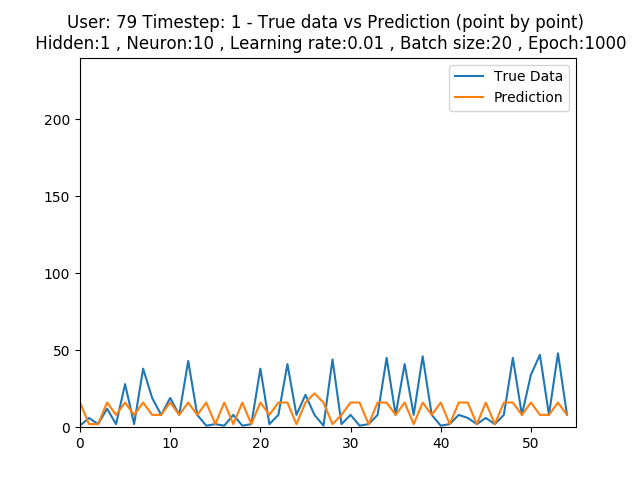 User: 79 Timestep: 1 - True data vs Prediction (point by point)
Hidden:1 , Neuron:10 , Learning rate:0.01 , Batch size:20 , Epoch:1000
True Data
Prediction
200
150
100
50
0
0 10 20 30 40 50